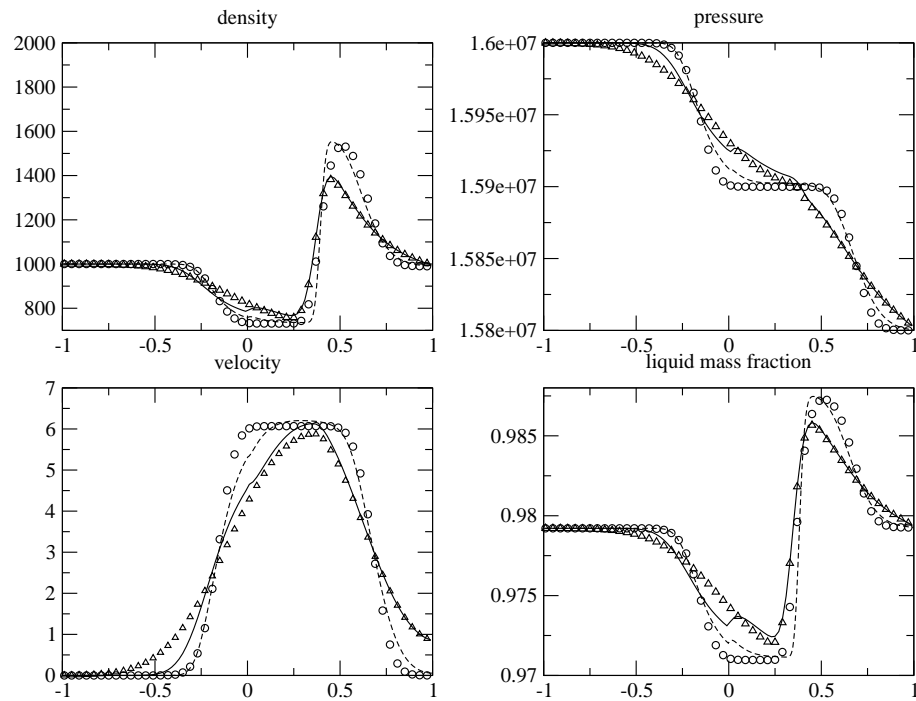 density
2000
1800
1600
1400
1200
1000
800
-1 -0.5 0 0.5 1
pressure
1.6e+07
1.595e+07
1.59e+07
1.585e+07
1.58e+07
-1 -0.5 0 0.5 1
velocity
7
6
5
4
3
2
1
0
-1 -0.5 0 0.5 1
liquid mass fraction
0.985
0.98
0.975
0.97
-1 -0.5 0 0.5 1